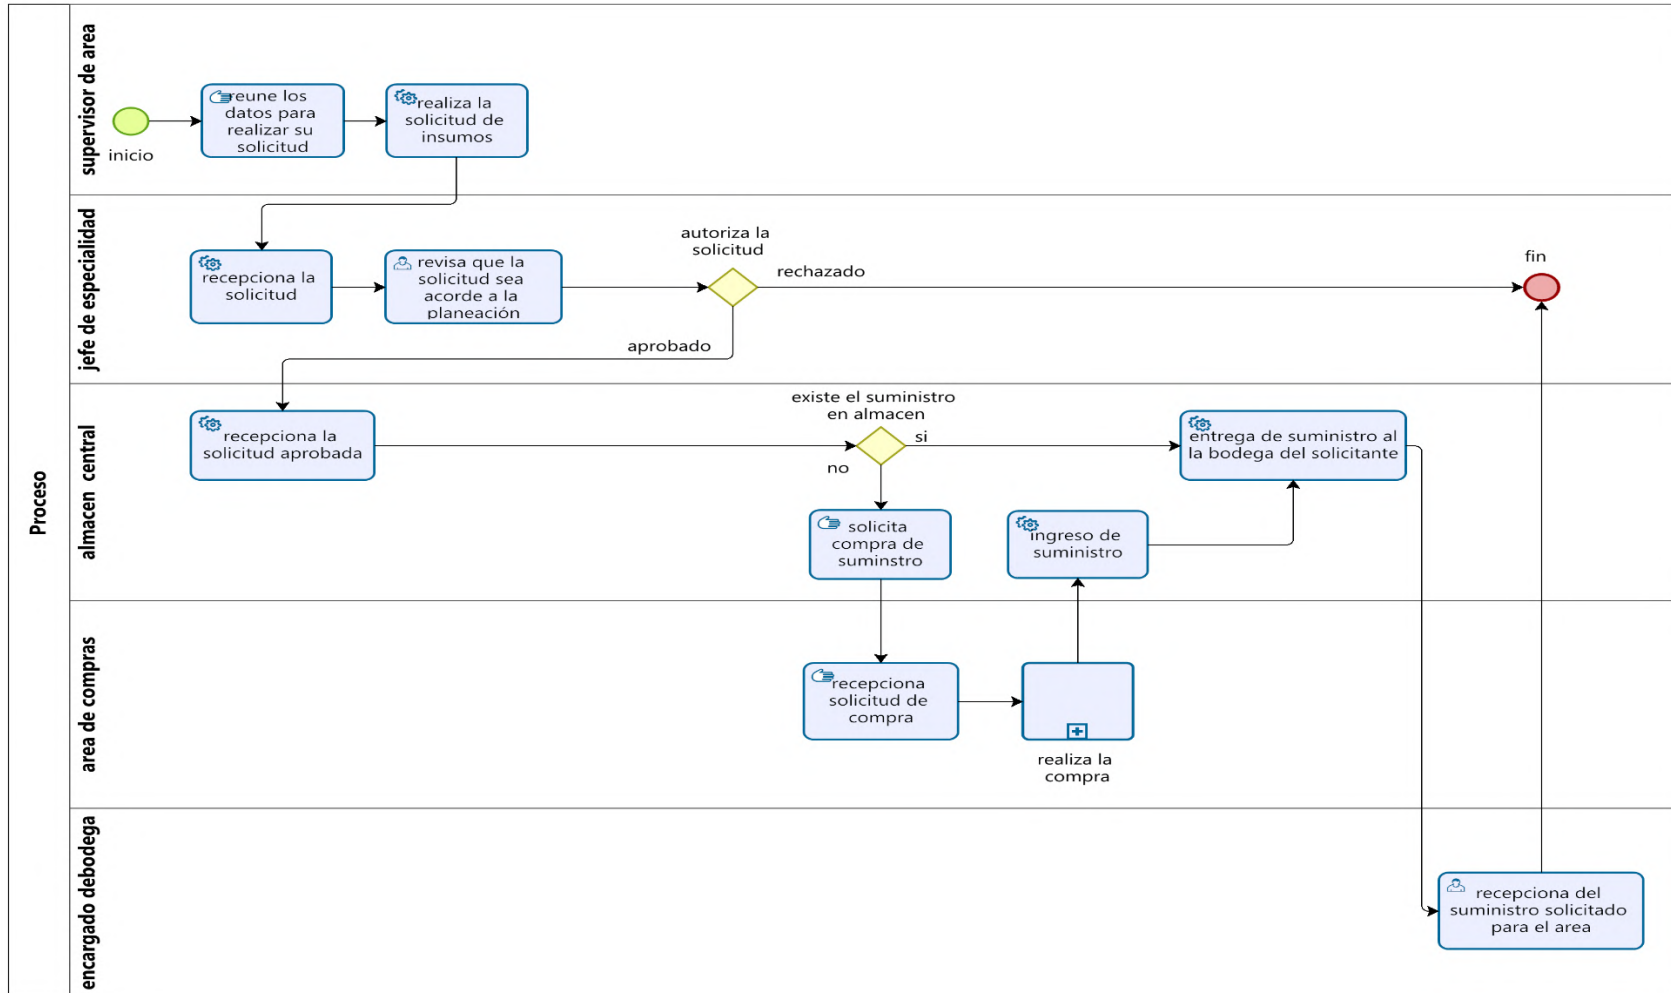 Proceso
supervisor de area
inicio
reune los
datos para
realizar su
solicitud
realiza la
solicitud de
insumos
jefe de especialidad
recepciona la
solicitud
revisa que la
solicitud sea
acorde a la
planeación
autoriza la
solicitud
rechazado
aprobado
fin
almacen central
recepciona la
solicitud aprobada
existe el suministro
en almacen
si
no
entrega de suministro al
la bodega del solicitante
solicita
compra de
suminstro
ingreso de
suministro
area de compras
recepciona
solicitud de
compra
realiza la
compra
encargado debodega
recepciona del
suministro solicitado
para el area